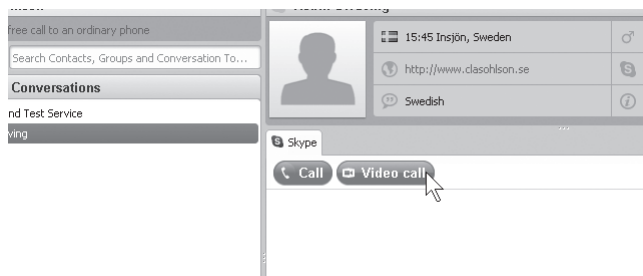 free call to an ordinary phone
Search Contacts, Groups and Conversation To...
Conversations
nd Test Service
ving
15:45 Insjön, Sweden
http://www.clasohlson.se
Swedish
Skype
Call
Video call